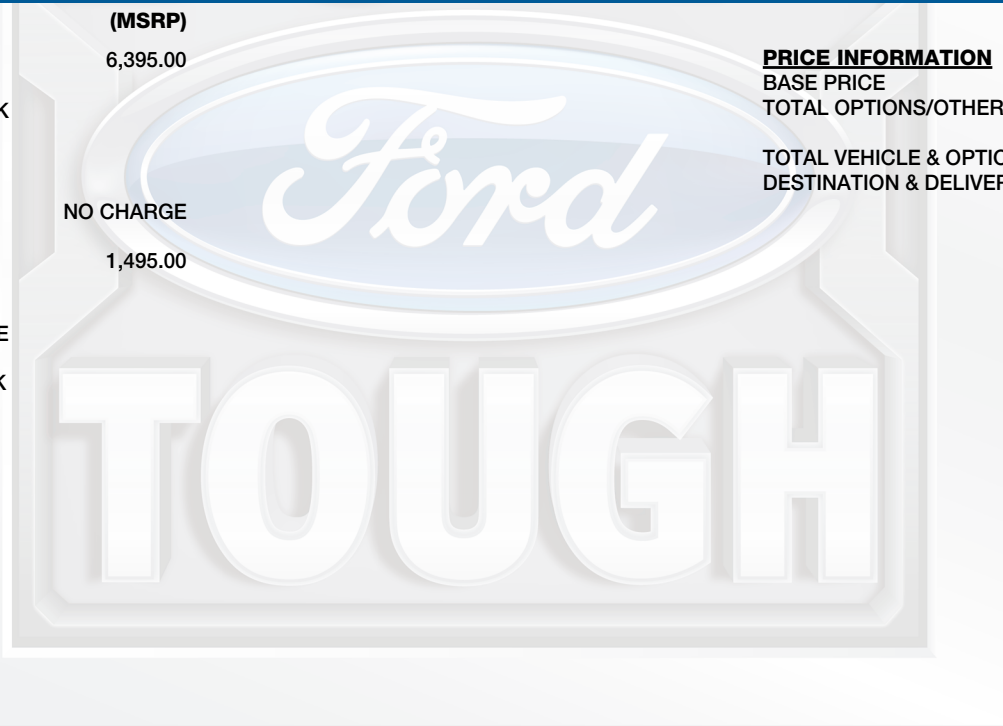 (MSRP)
6,395.00
K
NO CHARGE
1,495.00
E
K
PRICE INFORMATION
BASE PRICE
TOTAL OPTIONS/OTHER
TOTAL VEHICLE & OPTIO
DESTINATION & DELIVER
Ford
TOUGH